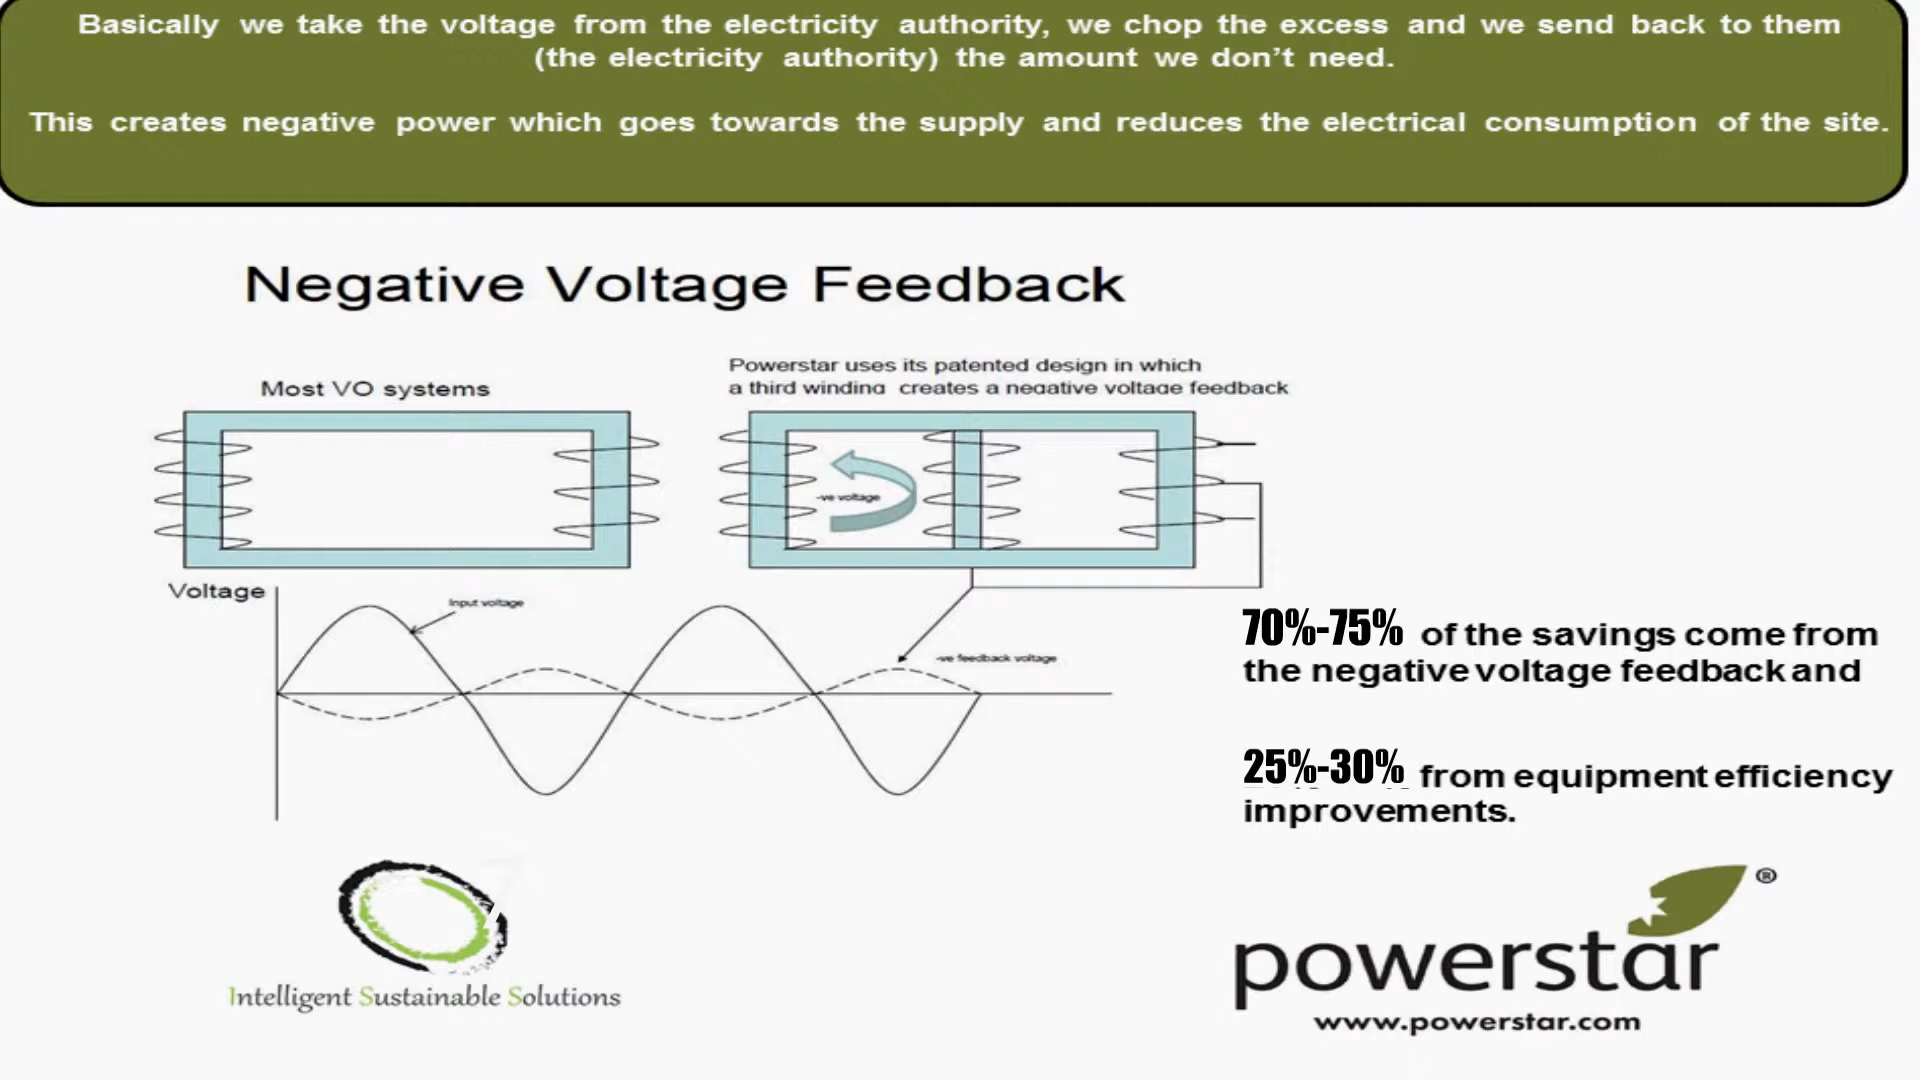 Basically we take the voltage from the electricity authority, we chop the excess and we send back to them
(the electricity authority) the amount we don’t need.
This creates negative power which goes towards the supply and reduces the electrical consumption of the site.
Negative Voltage Feedback
Most VO systems
Powerstar uses its patented design in which
a third winding creates a negative voltage feedback
-ve voltage
Voltage
Input voltage
-ve feedback voltage
70%-75% of the savings come from
the negative voltage feedback and
25%-30% from equipment efficiency
improvements.
Intelligent Sustainable Solutions
powerstar®
www.powerstar.com